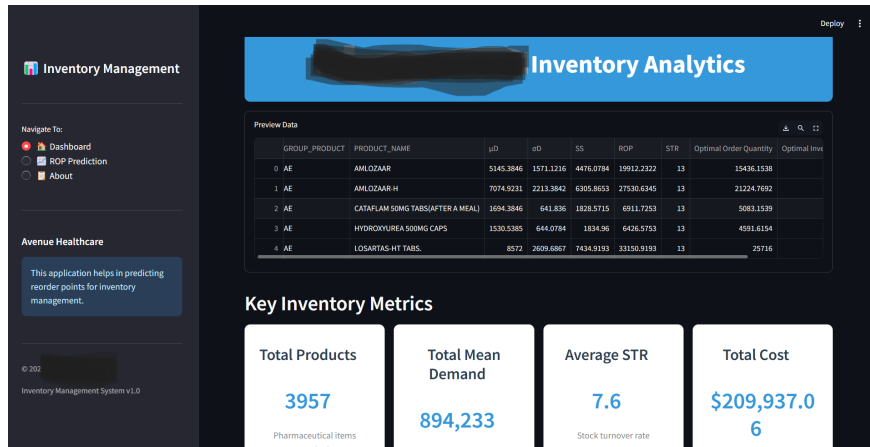 Deploy
Inventory Management
Navigate To:
Dashboard
ROP Prediction
About
Avenue Healthcare
This application helps in predicting
reorder points for inventory
management.
© 202
Inventory Management System v1.0
Inventory Analytics
Preview Data
GROUP_PRODUCT PRODUCT_NAME μD σD SS ROP STR Optimal Order Quantity Optimal Inve
0 AE AMLOZAAR 5145.3846 1571.1216 4476.0784 19912.2322 13 15436.1538
1 AE AMLOZAAR-H 7074.9231 2213.3842 6305.8653 27530.6345 13 21224.7692
2 AE CATAFLAM 50MG TABS(AFTER A MEAL) 1694.3846 641.836 1828.5715 6911.7253 13 5083.1539
3 AE HYDROXYUREA 500MG CAPS 1530.5385 644.0784 1834.96 6426.5753 13 4591.6154
4 AE LOSARTAS-HT TABS. 8572 2609.6867 7434.9193 33150.9193 13 25716
Key Inventory Metrics
Total Products
3957
Pharmaceutical items
Total Mean
Demand
894,233
Average STR
7.6
Stock turnover rate
Total Cost
$209,937.0
6